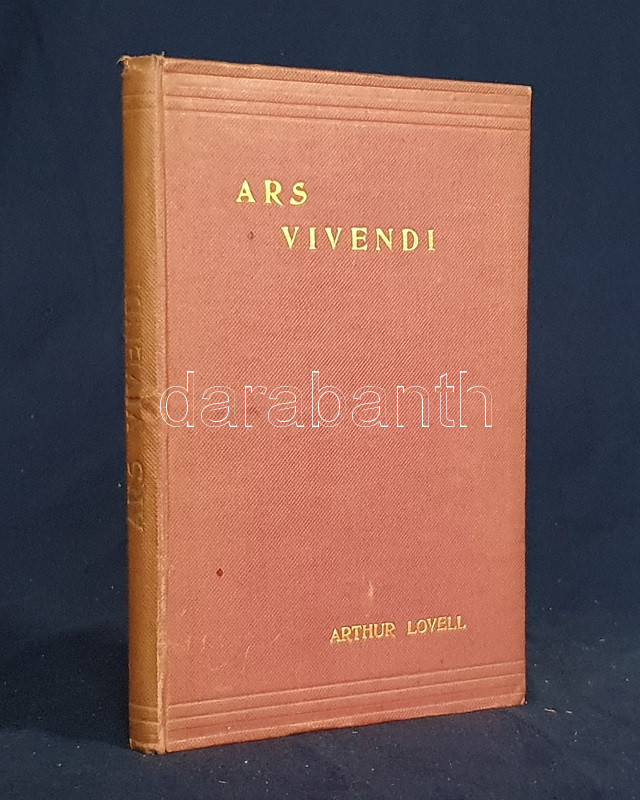 ARS
VIVENDI
ARTHUR LOVELL
ARS VIVENDI
darabanth